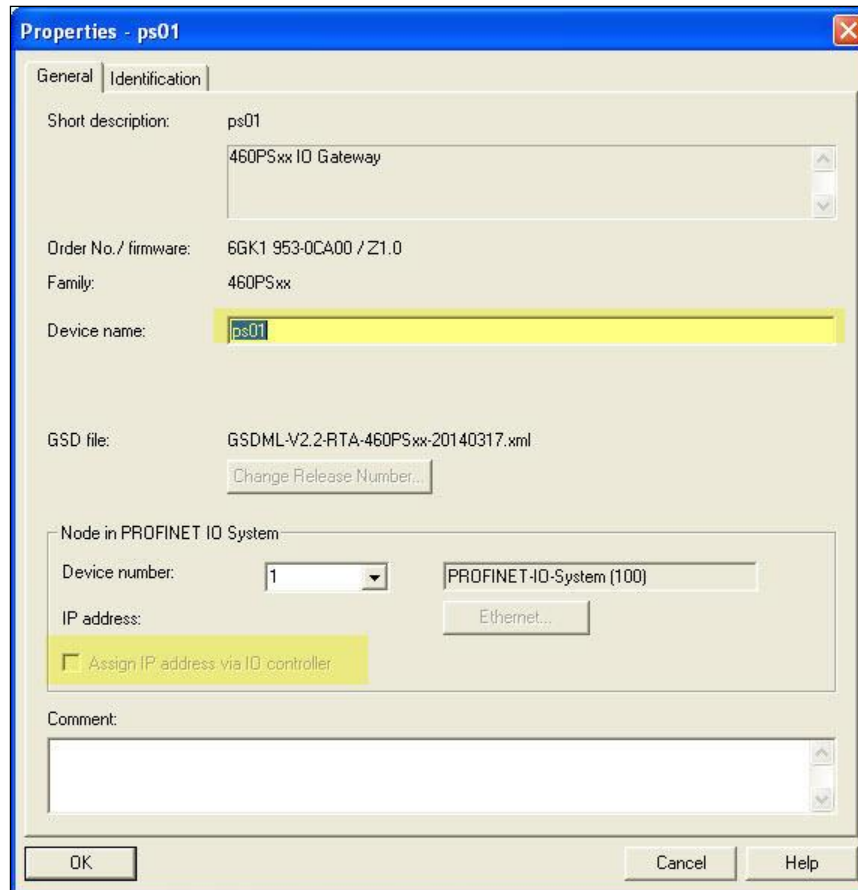 Properties - ps01
General Identification
Short description: ps01
460PSxx IO Gateway
Order No./ firmware: 6GK1 953-0CA00 / Z1.0
Family: 460PSxx
Device name: ps01
GSD file: GSDML-V2.2-RTA-460PSxx-20140317.xml
Change Release Number...
Node in PROFINET IO System
Device number: 1 PROFINET-IO-System (100)
IP address: Ethernet...
Assign IP address via IO controller
Comment:
OK Cancel Help